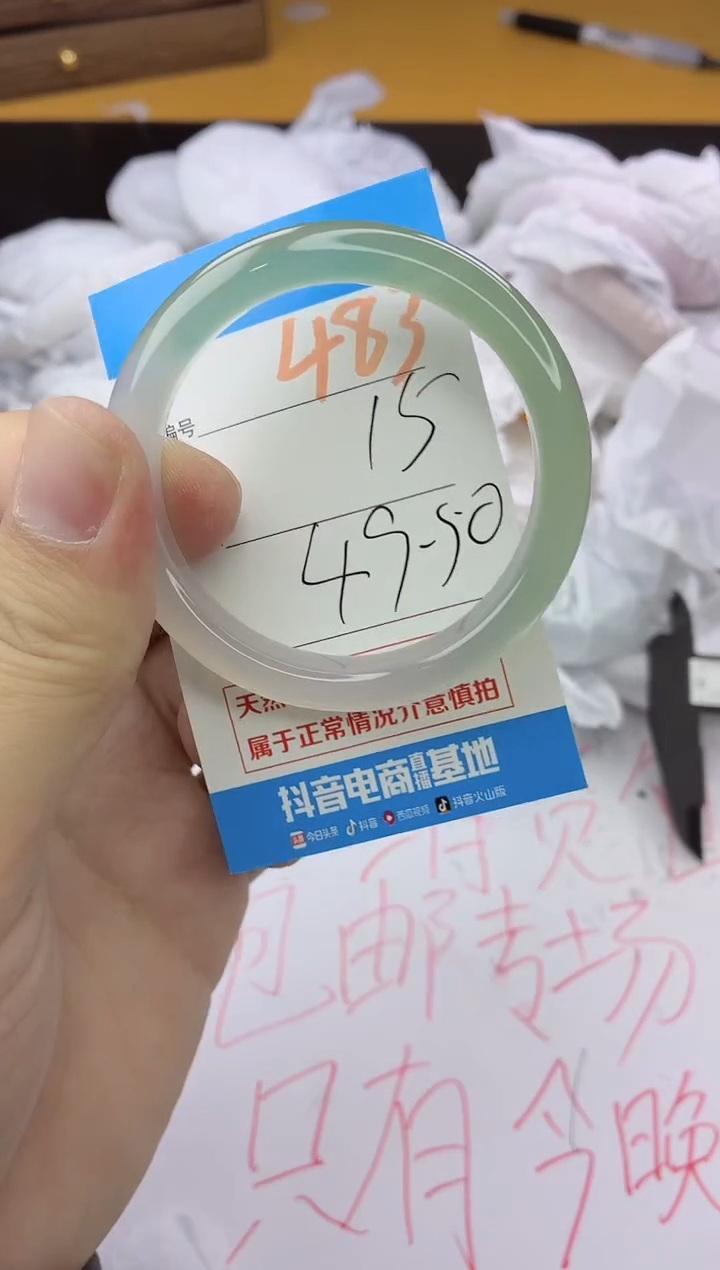 483
编号
15
49-50
天然
属于正常情况介意慎拍
抖音电商直播基地
头条 今日头条 抖音 西瓜视频 抖音火山版
包邮专场
只有今晚